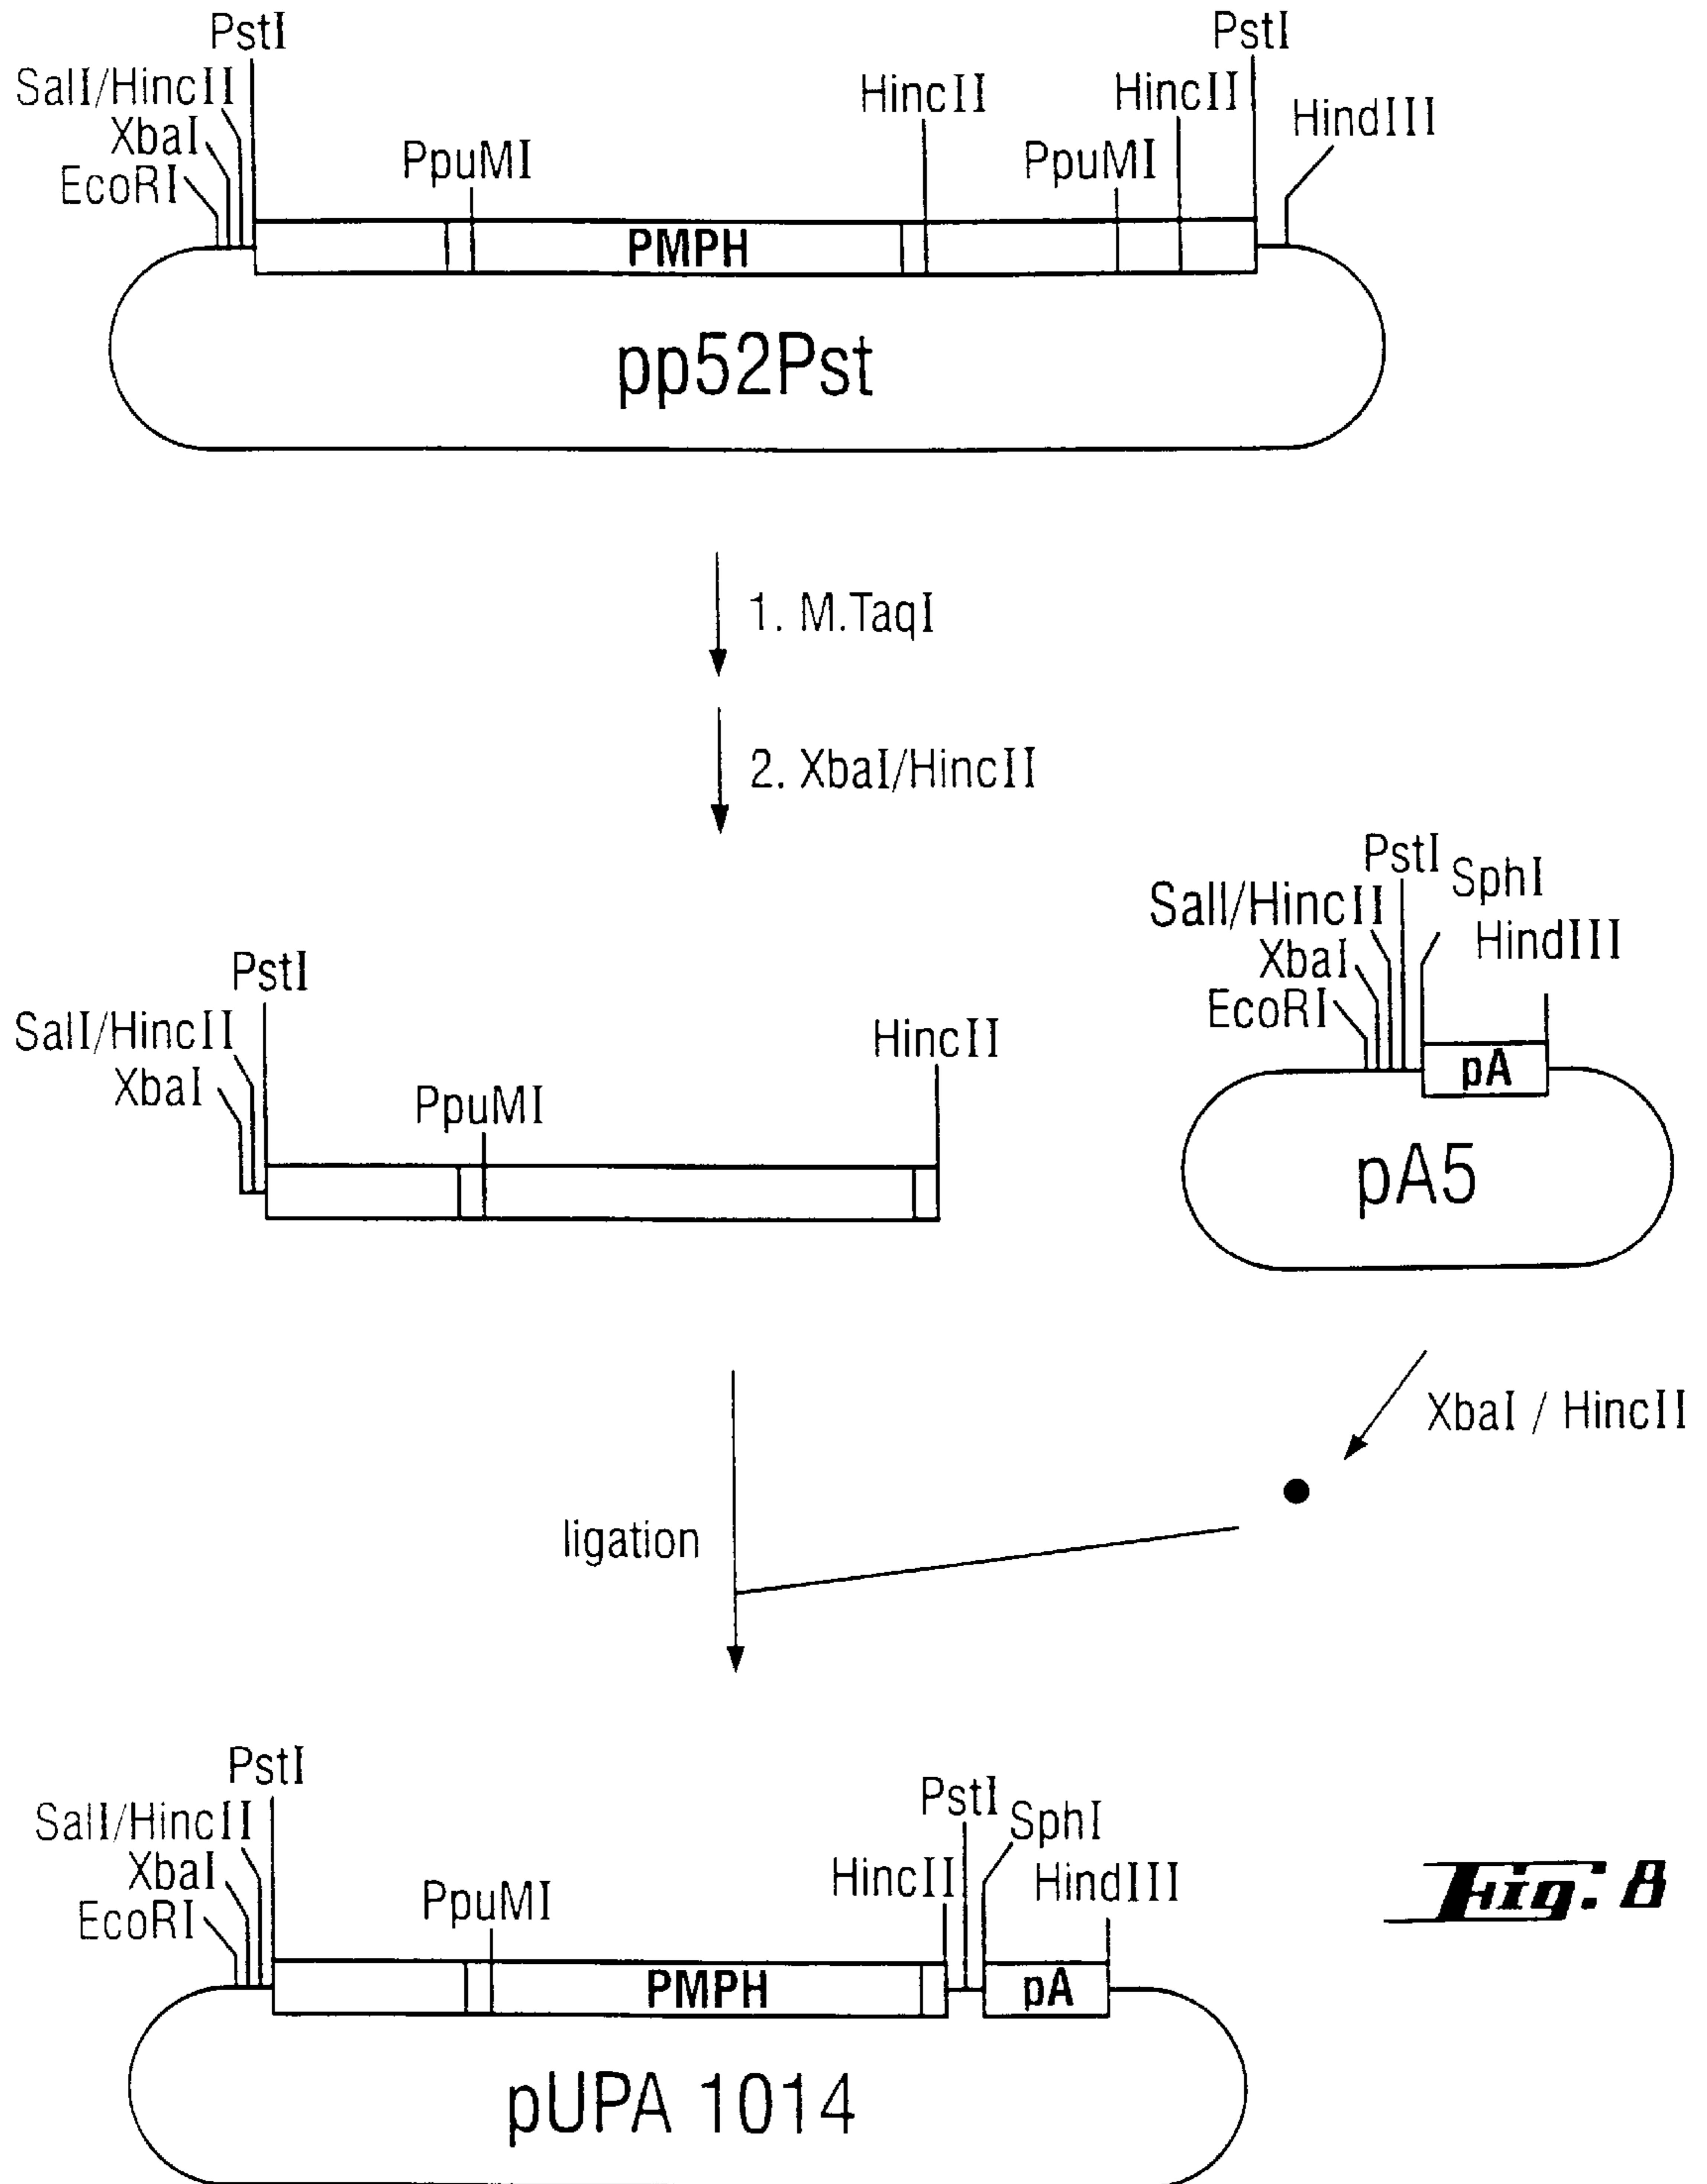 PstI
PstI
SalI/HincII
HincII
HincII
HindIII
XbaI
PpuMI
PpuMI
EcoRI
PMPH
pp52Pst
1. M.TaqI
2. XbaI/HincII
PstI
SphI
SalI/HincII
HindIII
XbaI
EcoRI
pA
pA5
PstI
SalI/HincII
HincII
XbaI
PpuMI
XbaI / HincII
ligation
PstI
PstI
SphI
SalI/HincII
HincII
HindIII
XbaI
PpuMI
EcoRI
PMPH
pA
pUPA 1014
Fig. 8